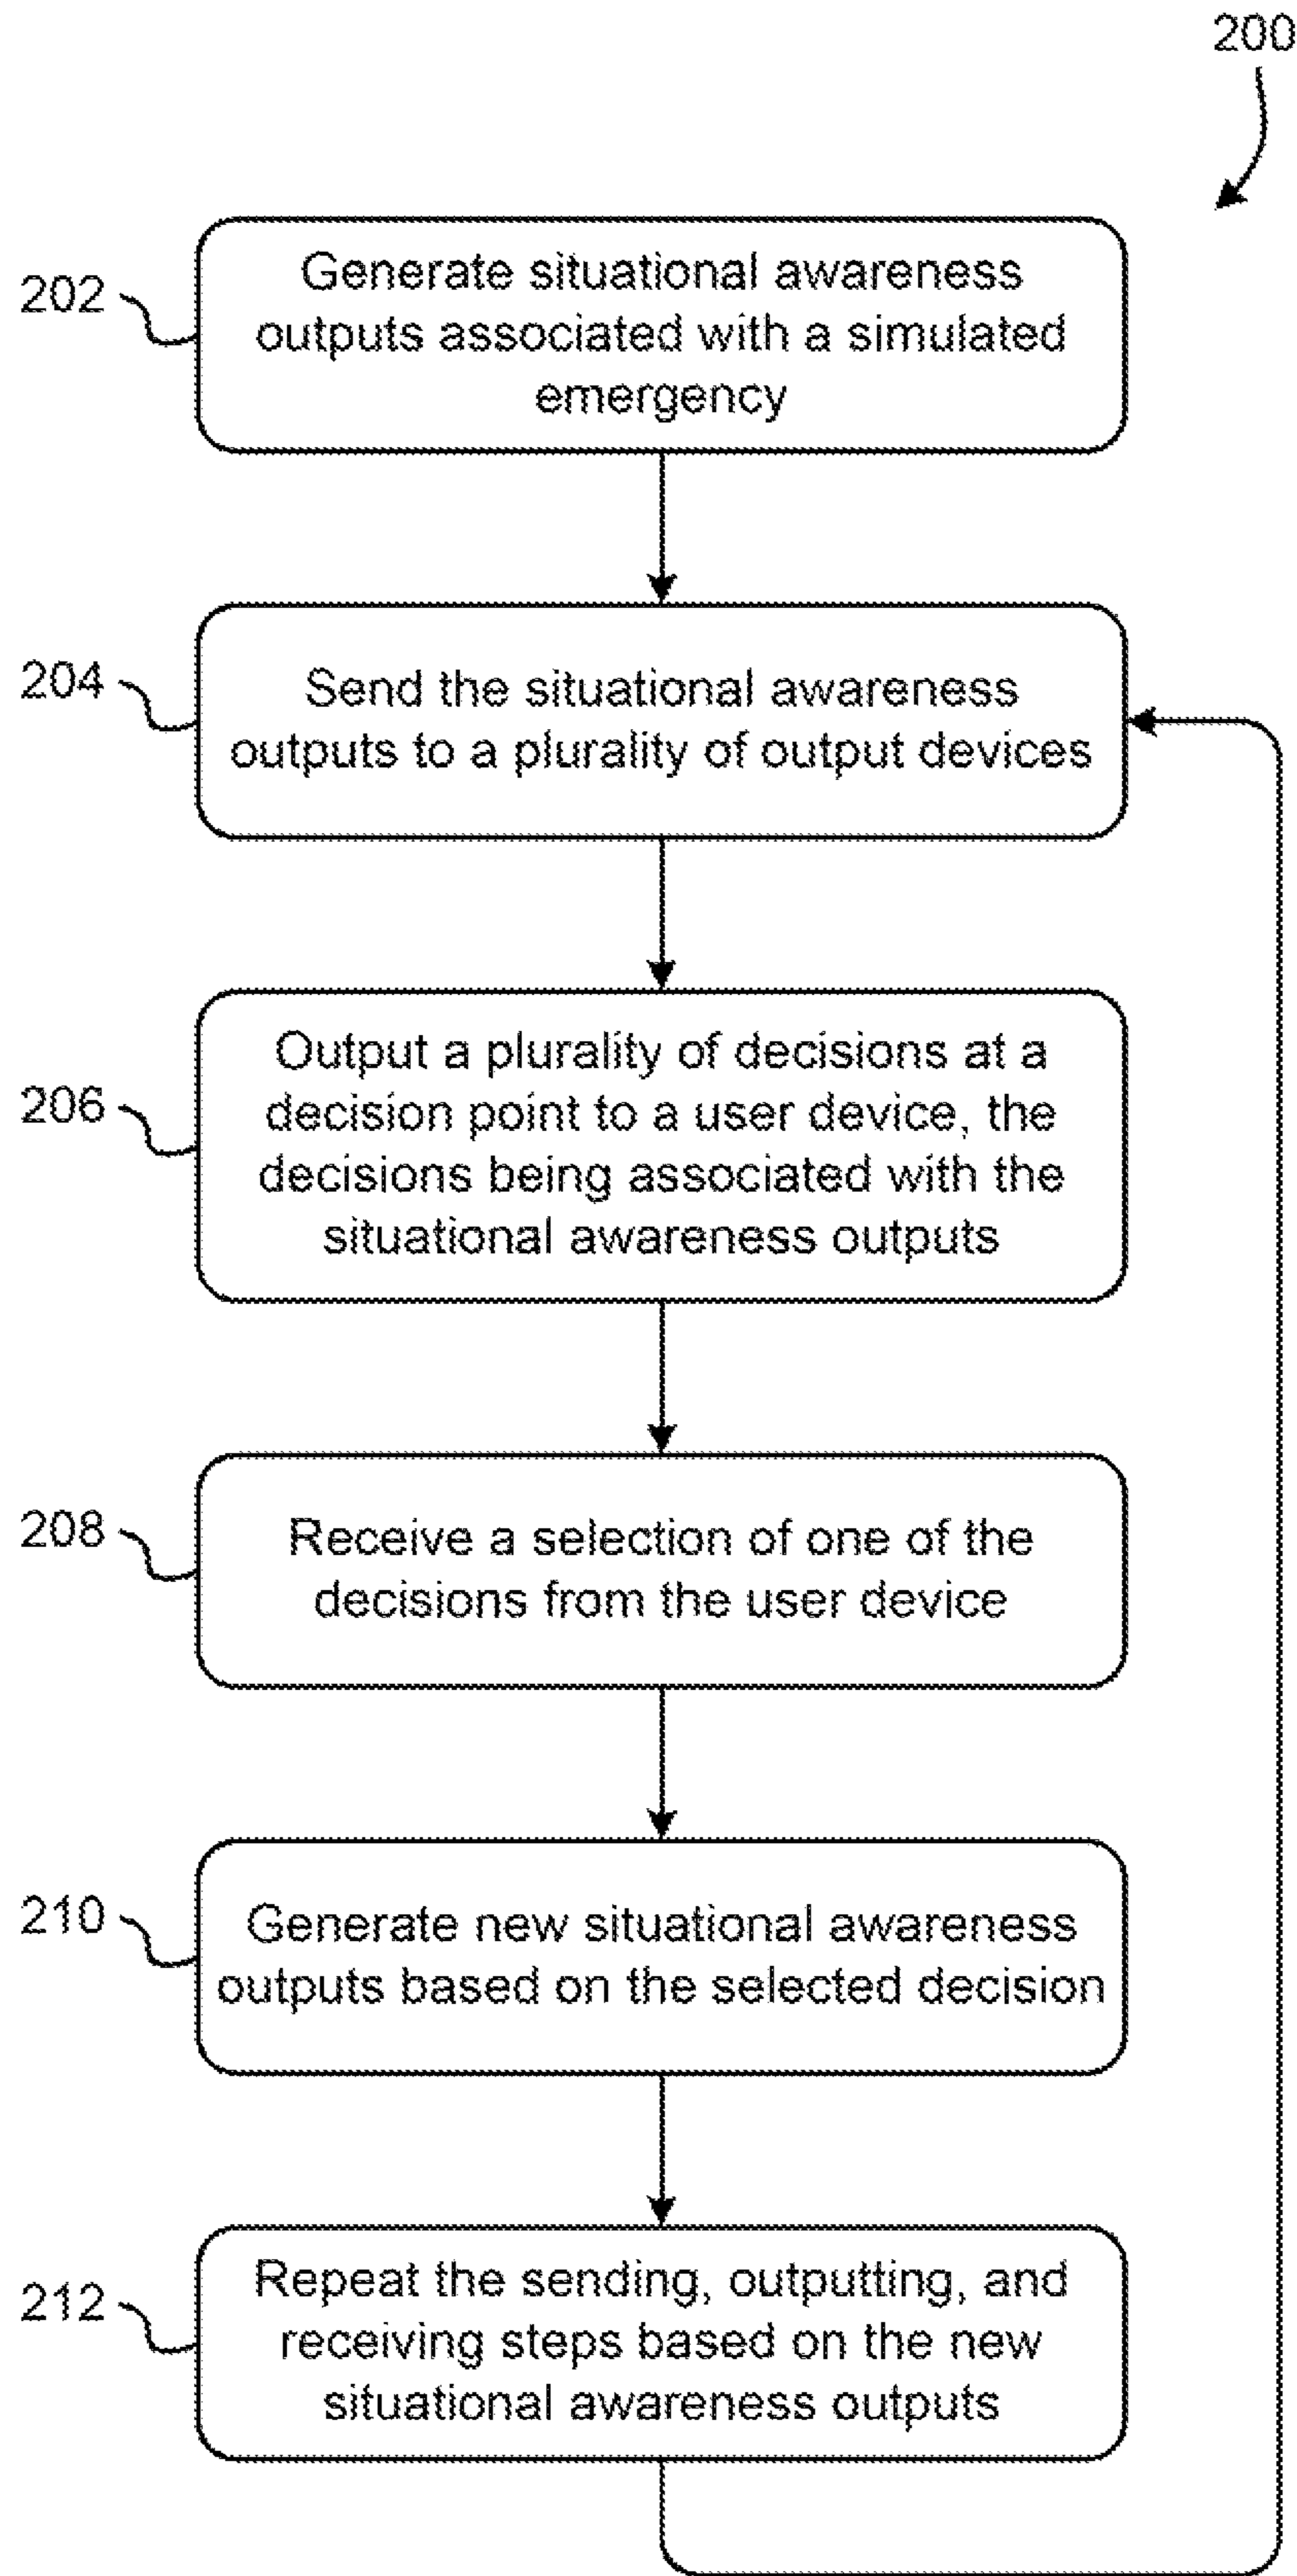 200
202
Generate situational awareness
outputs associated with a simulated
emergency
204
Send the situational awareness
outputs to a plurality of output devices
206
Output a plurality of decisions at a
decision point to a user device, the
decisions being associated with the
situational awareness outputs
208
Receive a selection of one of the
decisions from the user device
210
Generate new situational awareness
outputs based on the selected decision
212
Repeat the sending, outputting, and
receiving steps based on the new
situational awareness outputs